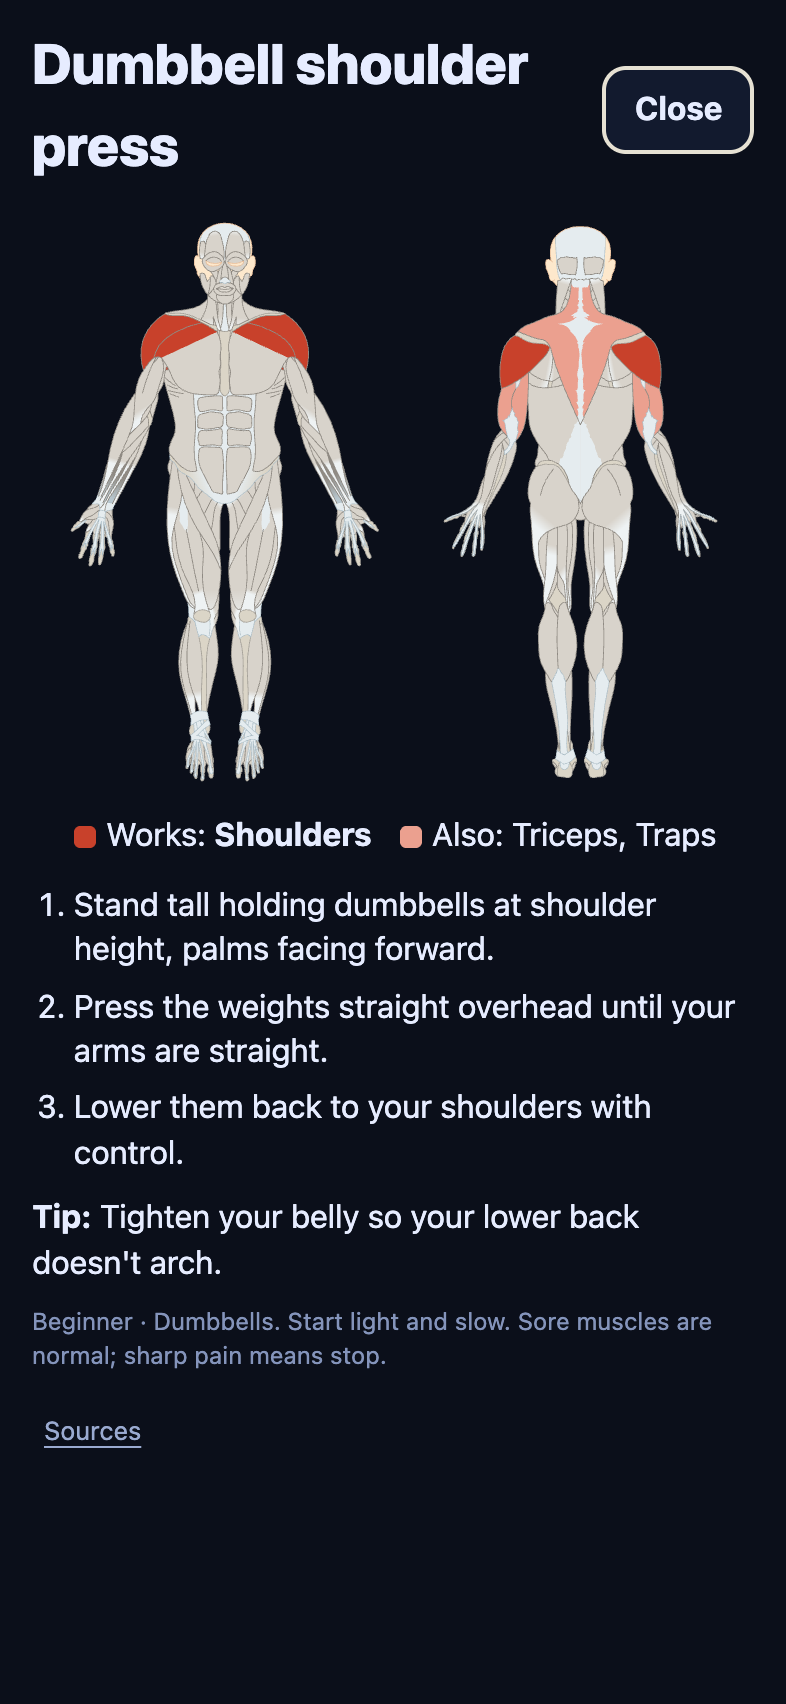 Dumbbell shoulder
press
Close
Works: Shoulders
Also: Triceps, Traps
1. Stand tall holding dumbbells at shoulder
height, palms facing forward.
2. Press the weights straight overhead until your
arms are straight.
3. Lower them back to your shoulders with
control.
Tip: Tighten your belly so your lower back
doesn't arch.
Beginner · Dumbbells. Start light and slow. Sore muscles are
normal; sharp pain means stop.
Sources